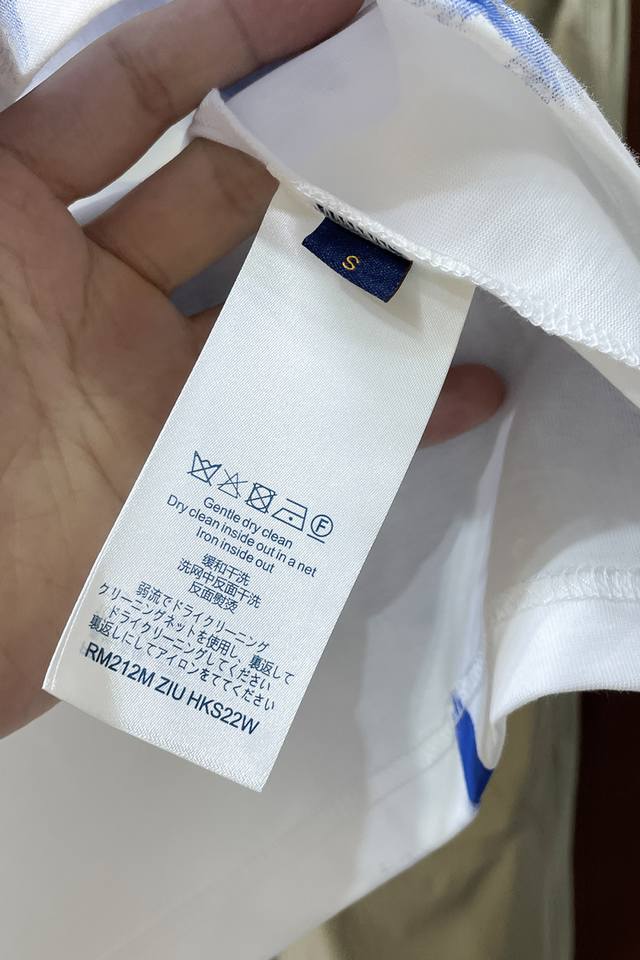 S
F
Gentle dry clean
Dry clean inside out in a net
Iron inside out
缓和干洗
洗网中反面干洗
反面熨烫
弱流でドライクリーニング
クリーニングネットを使用し、裏返して
ドライクリーニングしてください
裏返しにしてアイロンをててください
RM212M ZIU HKS22W